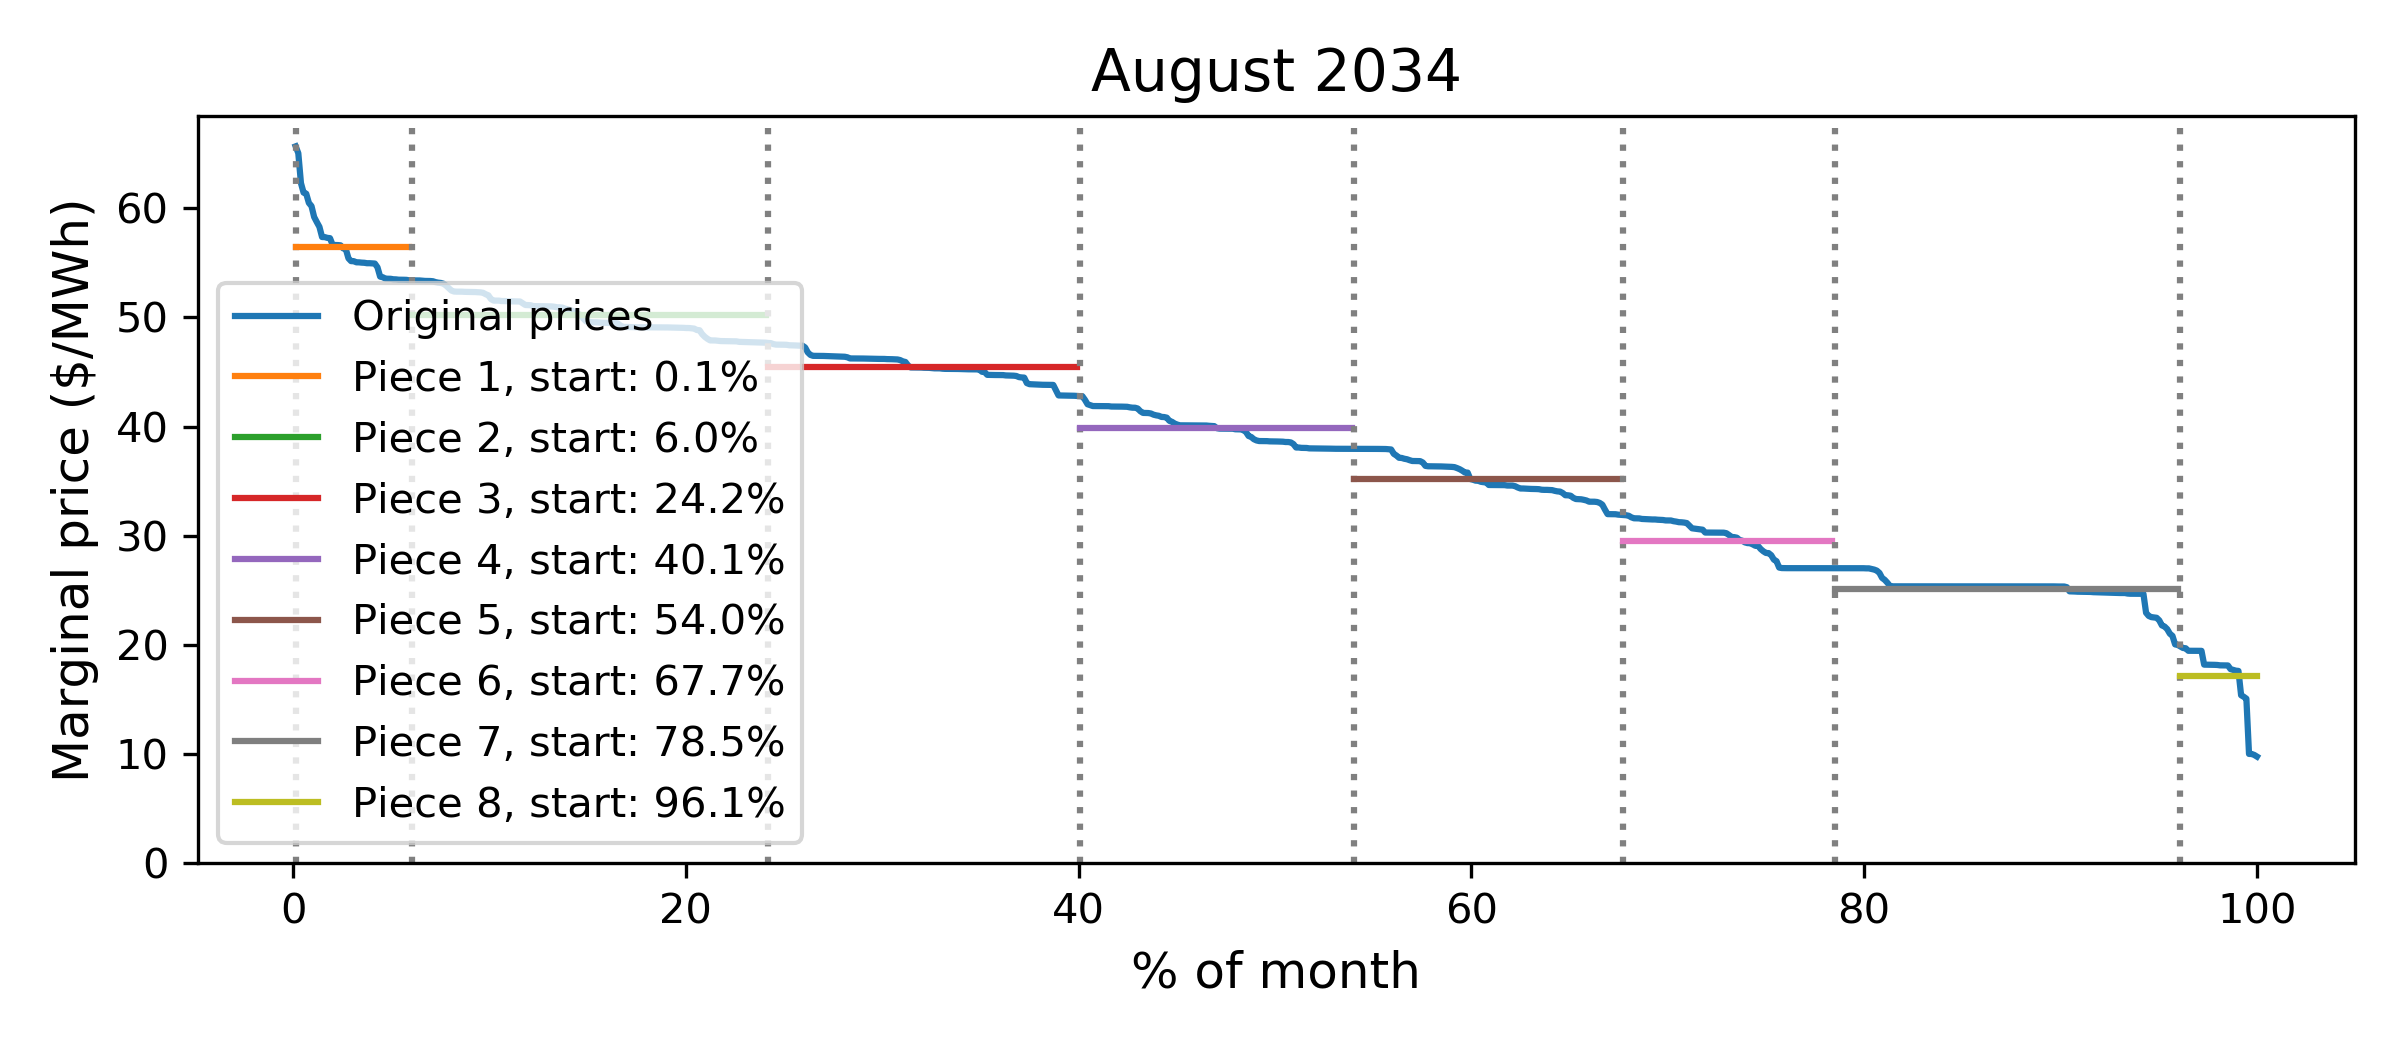 August 2034
Marginal price ($/MWh)
60
50
40
30
20
10
0
Original prices
Piece 1, start: 0.1%
Piece 2, start: 6.0%
Piece 3, start: 24.2%
Piece 4, start: 40.1%
Piece 5, start: 54.0%
Piece 6, start: 67.7%
Piece 7, start: 78.5%
Piece 8, start: 96.1%
0 20 40 60 80 100
% of month